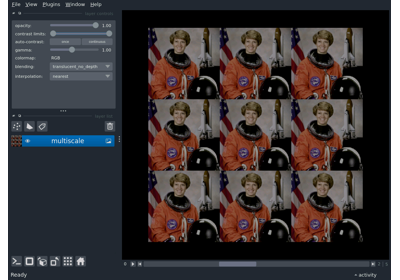 File View Plugins Window Help
opacity: 1.00
contrast limits:
auto-contrast: once continuous
gamma: 1.00
colormap: RGB
blending: translucent_no_depth
interpolation: nearest
multiscale
Ready
activity